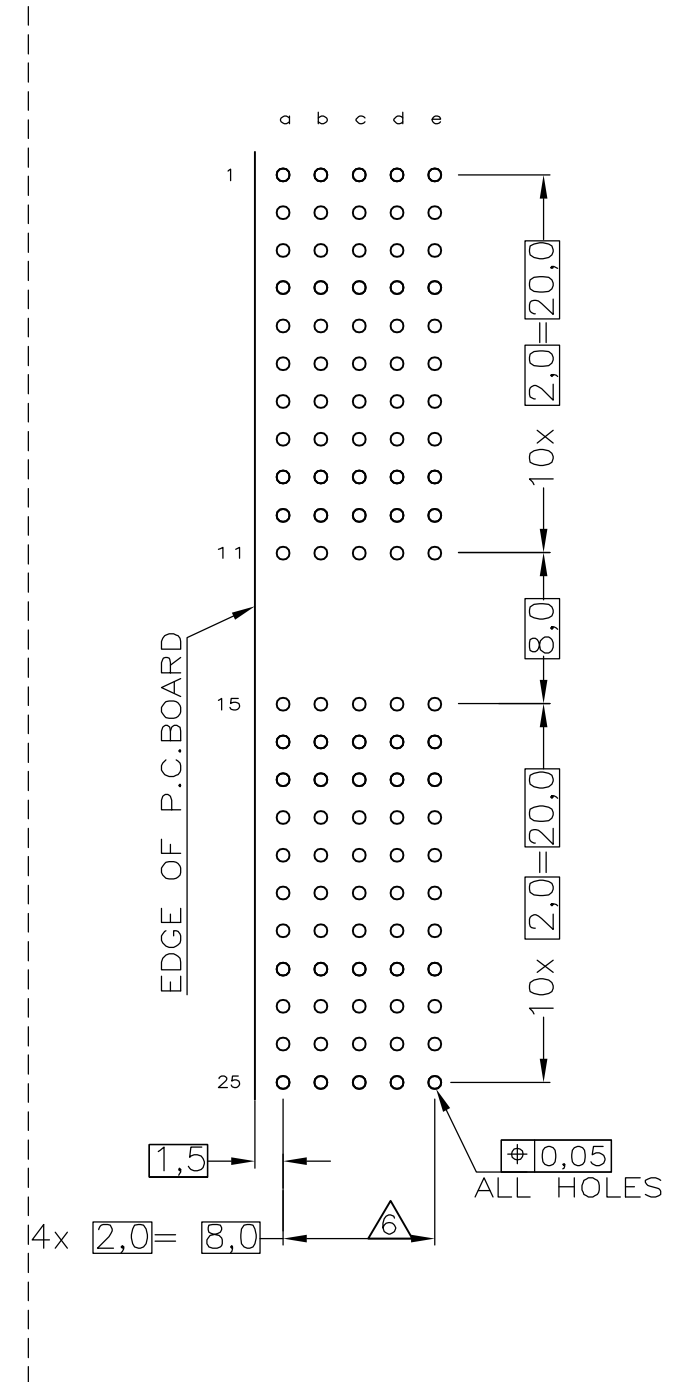 a b c d e
1
10x 2,0=20,0
11
8,0
EDGE OF P.C.BOARD
15
10x 2,0=20,0
25
1,5
⌖ 0,05
ALL HOLES
4x 2,0= 8,0
6